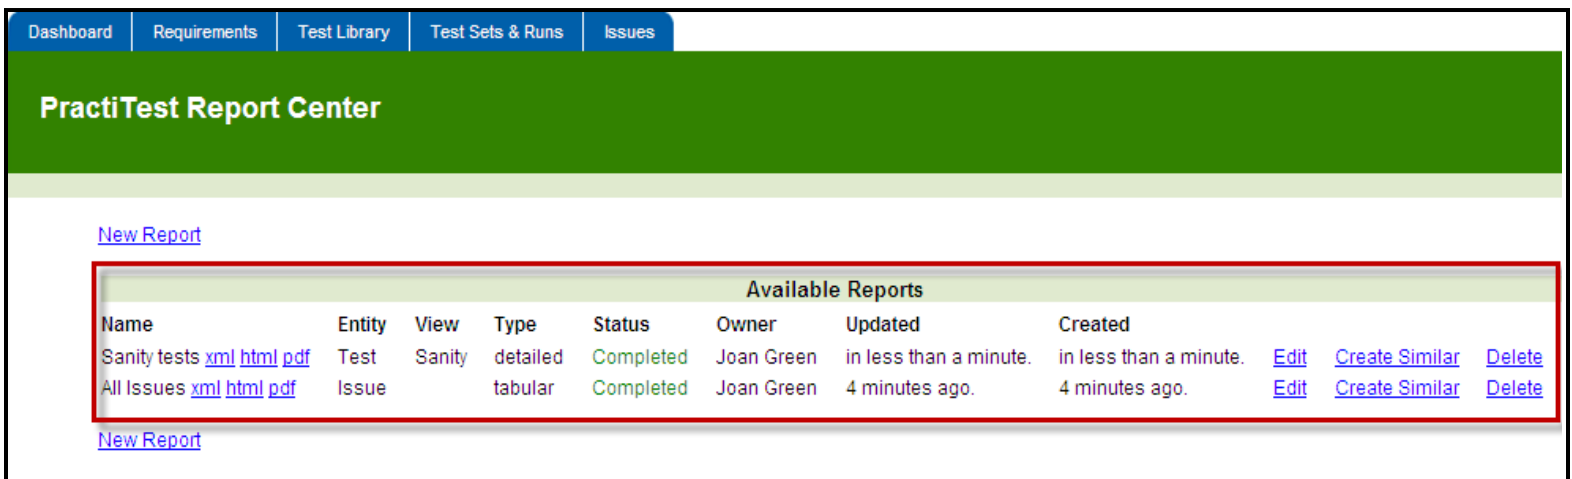 Dashboard Requirements Test Library Test Sets & Runs Issues
PractiTest Report Center
New Report
Available Reports
Name Entity View Type Status Owner Updated Created
Sanity tests xml html pdf Test Sanity detailed Completed Joan Green in less than a minute. in less than a minute. Edit Create Similar Delete
All Issues xml html pdf Issue tabular Completed Joan Green 4 minutes ago. 4 minutes ago. Edit Create Similar Delete
New Report